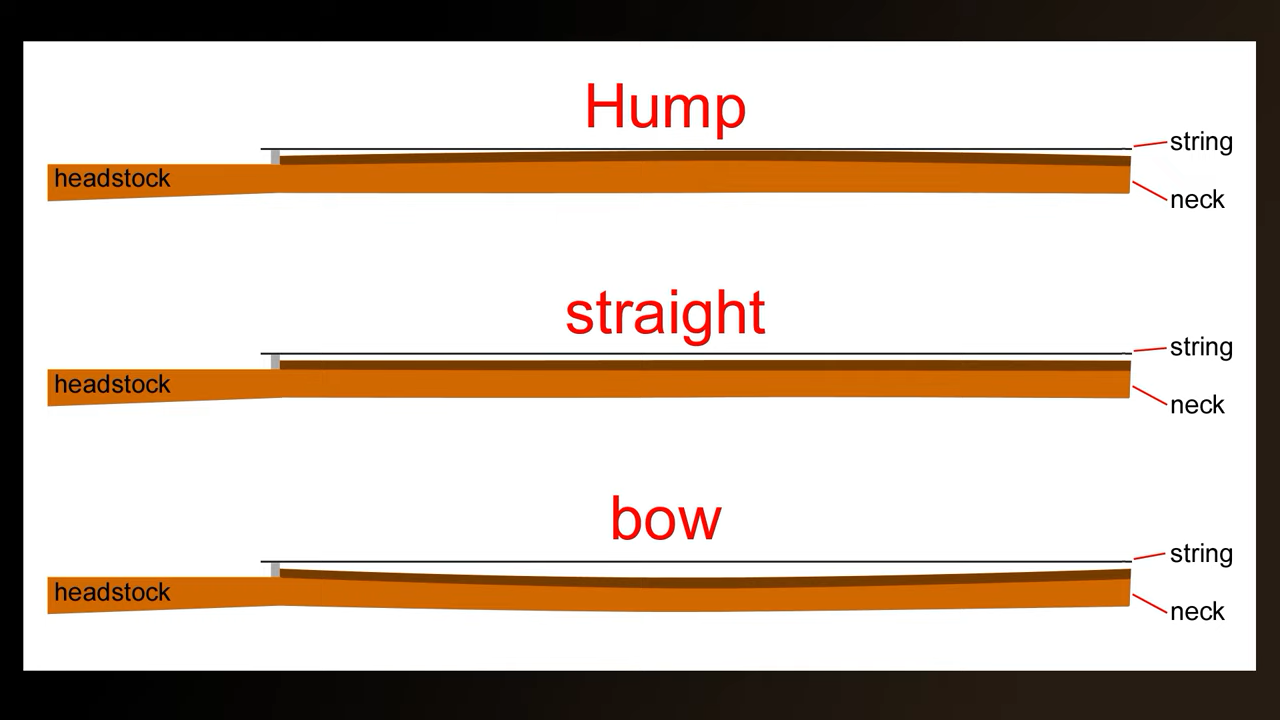 Hump
string
headstock
neck
straight
string
headstock
neck
bow
string
headstock
neck